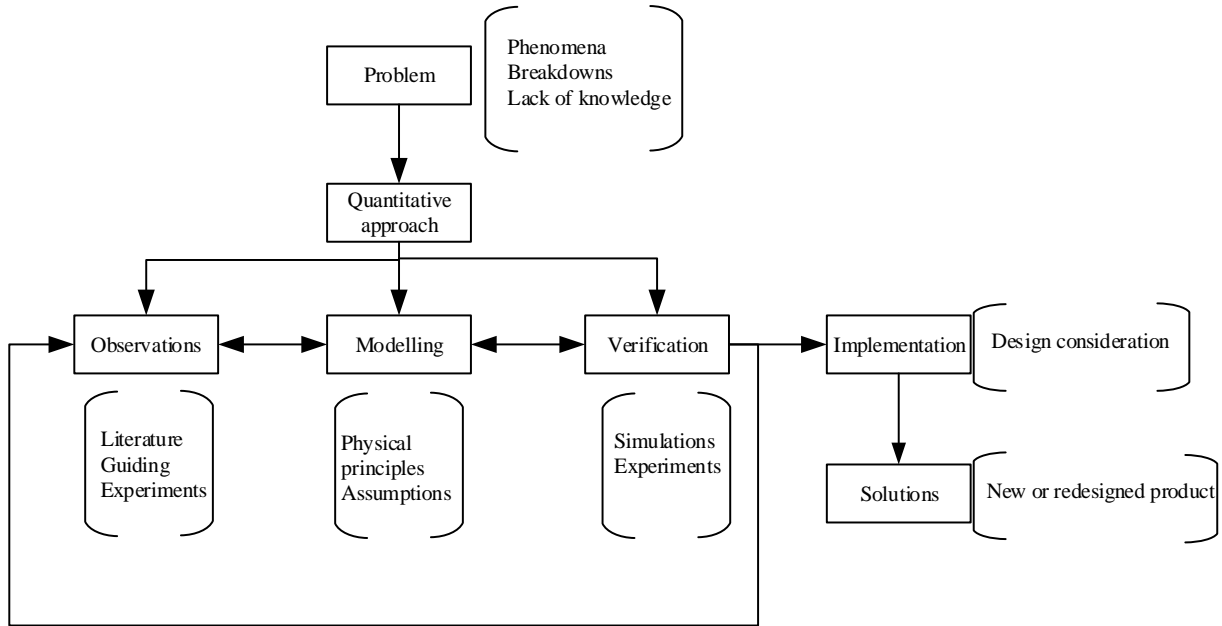 Problem
Phenomena
Breakdowns
Lack of knowledge
Quantitative
approach
Observations
Modelling
Verification
Implementation
Design consideration
Literature
Guiding
Experiments
Physical
principles
Assumptions
Simulations
Experiments
Solutions
New or redesigned product